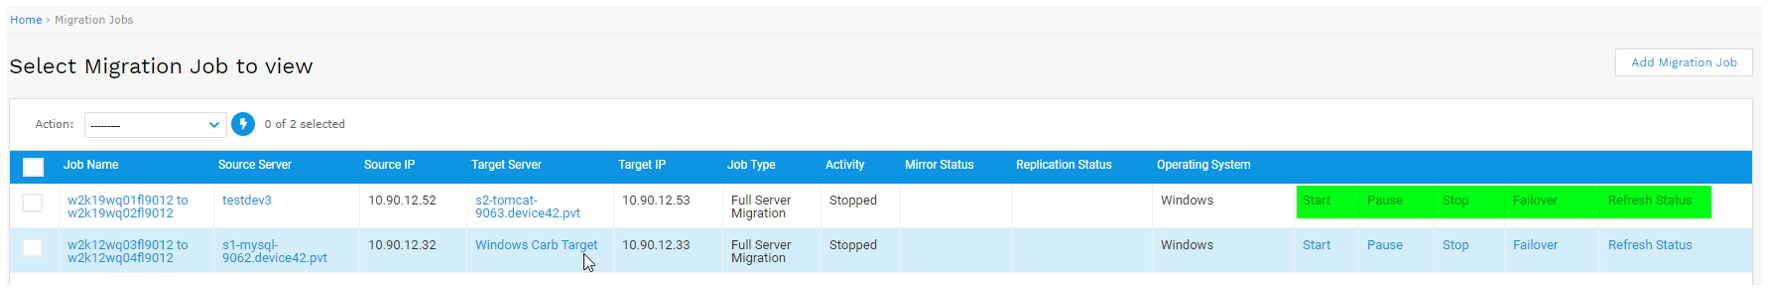 Home › Migration Jobs
Select Migration Job to view
Add Migration Job
Action: --------- 0 of 2 selected
Job Name Source Server Source IP Target Server Target IP Job Type Activity Mirror Status Replication Status Operating System
w2k19wq01fl9012 to testdev3 10.90.12.52 s2-tomcat- 10.90.12.53 Full Server Stopped Windows Start Pause Stop Failover Refresh Status
w2k19wq02fl9012 9063.device42.pvt Migration
w2k12wq03fl9012 to s1-mysql- 10.90.12.32 Windows Carb Target 10.90.12.33 Full Server Stopped Windows Start Pause Stop Failover Refresh Status
w2k12wq04fl9012 9062.device42.pvt Migration